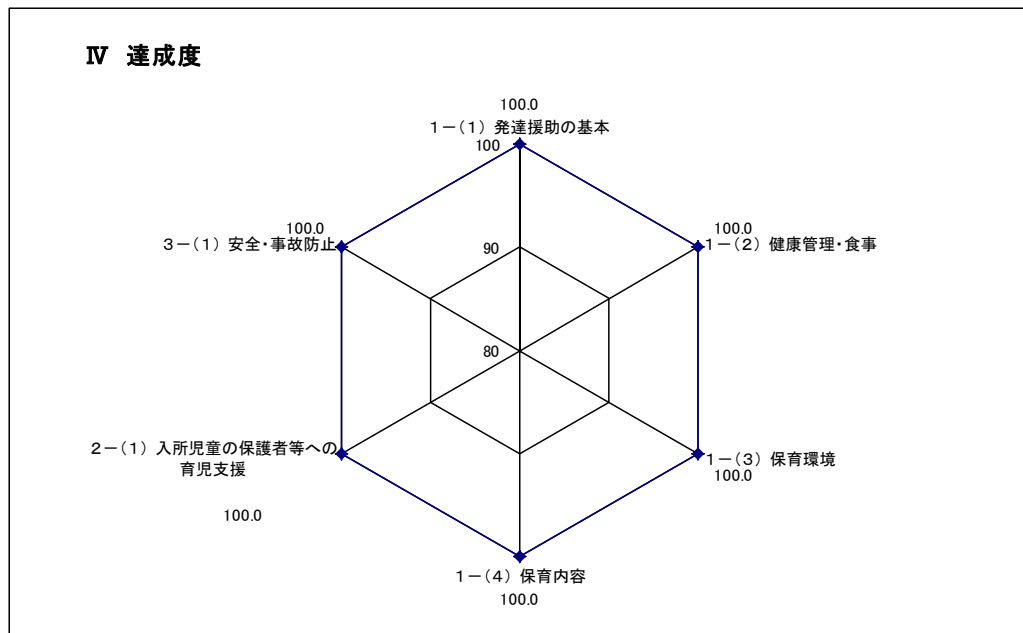 Ⅳ 達成度
100.0
1－(1) 発達援助の基本
100
100.0
1－(2) 健康管理・食事
100.0
3－(1) 安全・事故防止
90
80
1－(3) 保育環境
100.0
2－(1) 入所児童の保護者等への
育児支援
100.0
1－(4) 保育内容
100.0